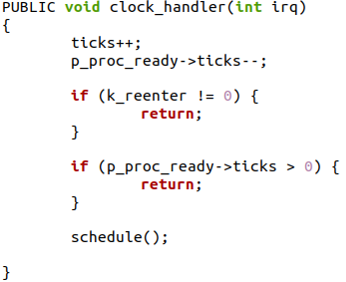 PUBLIC void clock_handler(int irq)
{
        ticks++;
        p_proc_ready->ticks--;

        if (k_reenter != 0) {
                return;
        }

        if (p_proc_ready->ticks > 0) {
                return;
        }

        schedule();

}